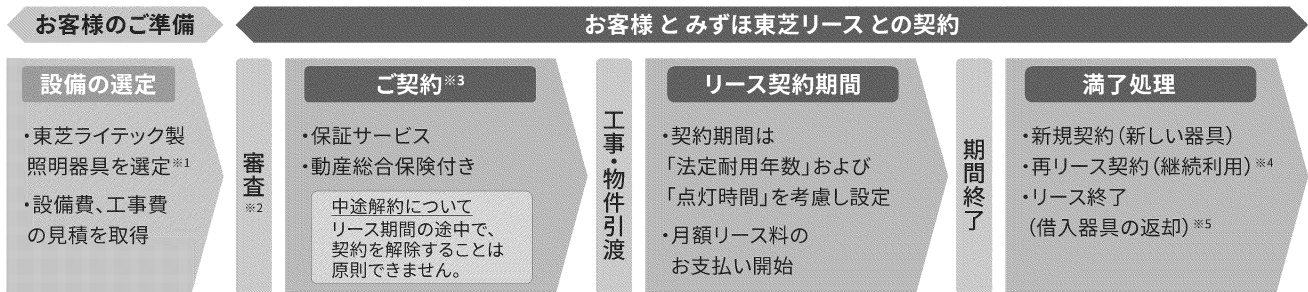 お客様のご準備
お客様 と みずほ東芝リース との契約
設備の選定
・東芝ライテック製
照明器具を選定※1
・設備費、工事費
の見積を取得
審査
※2
ご契約※3
・保証サービス
・動産総合保険付き
中途解約について
リース期間の途中で、
契約を解除することは
原則できません。
工事・物件引渡
リース契約期間
・契約期間は
「法定耐用年数」および
「点灯時間」を考慮し設定
・月額リース料の
お支払い開始
期間終了
満了処理
・新規契約（新しい器具）
・再リース契約（継続利用）※4
・リース終了
（借入器具の返却）※5